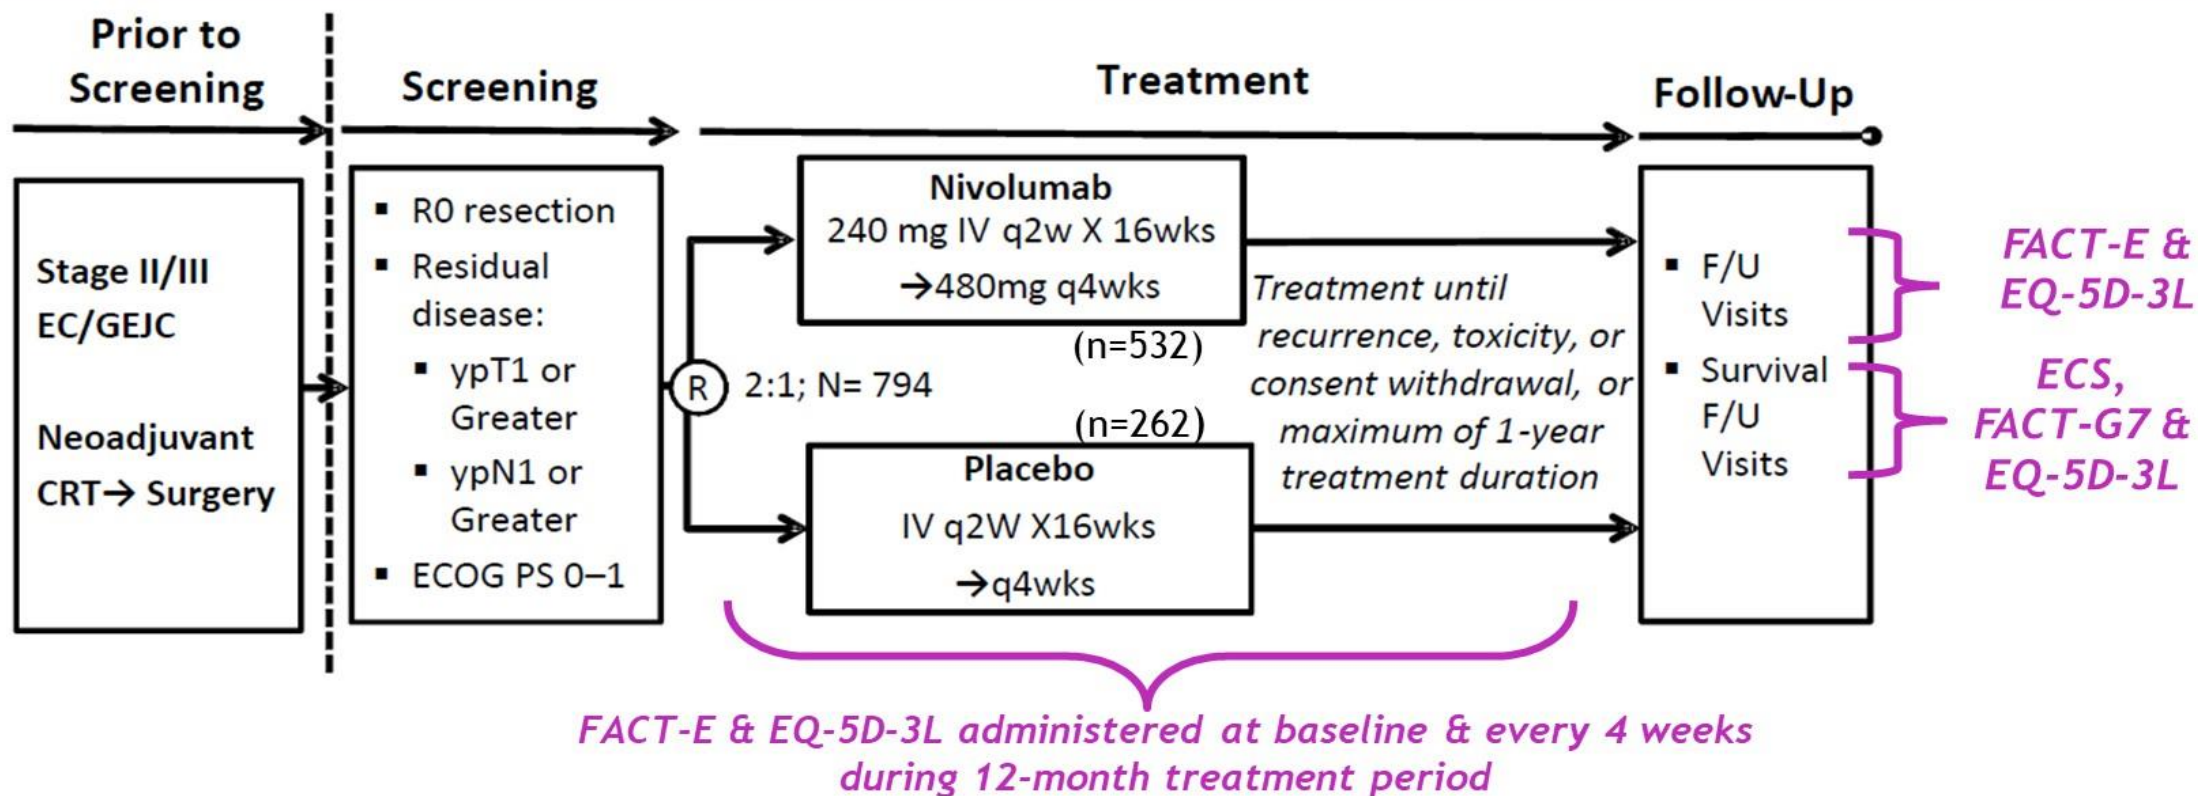 Prior to
Screening
Screening
Treatment
Follow-Up
Stage II/III
EC/GEJC
Neoadjuvant
CRT→ Surgery
▪ R0 resection
▪ Residual
disease:
▪ ypT1 or
Greater
▪ ypN1 or
Greater
▪ ECOG PS 0–1
R
2:1; N= 794
Nivolumab
240 mg IV q2w X 16wks
→480mg q4wks
(n=532)
(n=262)
Placebo
IV q2W X16wks
→q4wks
Treatment until
recurrence, toxicity, or
consent withdrawal, or
maximum of 1-year
treatment duration
▪ F/U
Visits
▪ Survival
F/U
Visits
FACT-E &
EQ-5D-3L
ECS,
FACT-G7 &
EQ-5D-3L
FACT-E & EQ-5D-3L administered at baseline & every 4 weeks
during 12-month treatment period